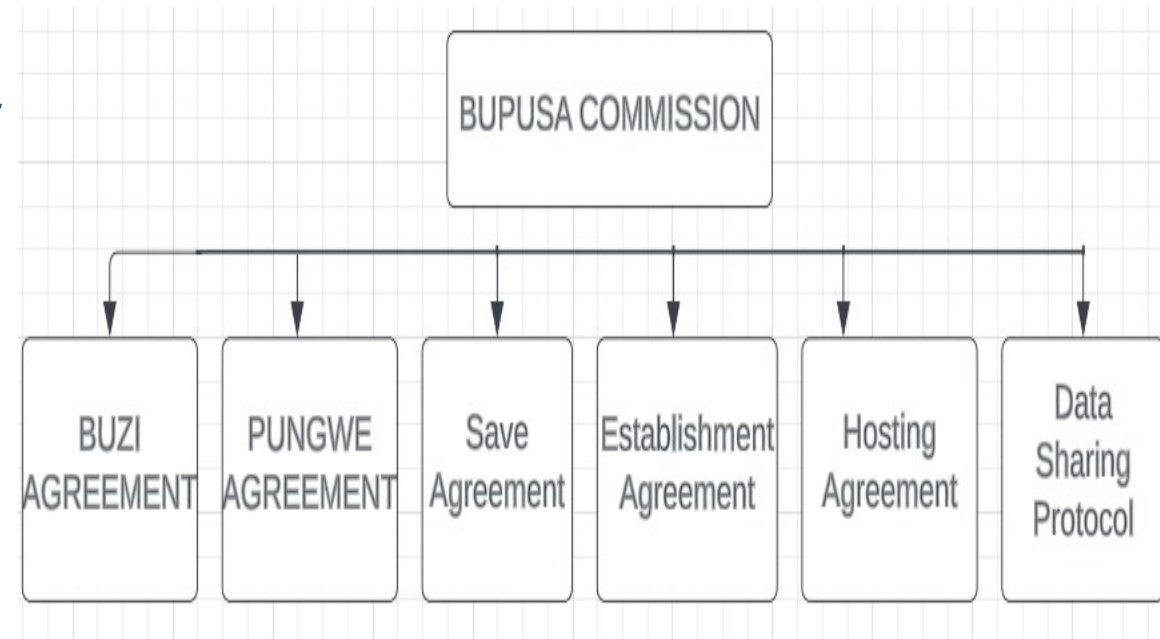 BUPUSA COMMISSION
BUZI
AGREEMENT
PUNGWE
AGREEMENT
Save
Agreement
Establishment
Agreement
Hosting
Agreement
Data
Sharing
Protocol